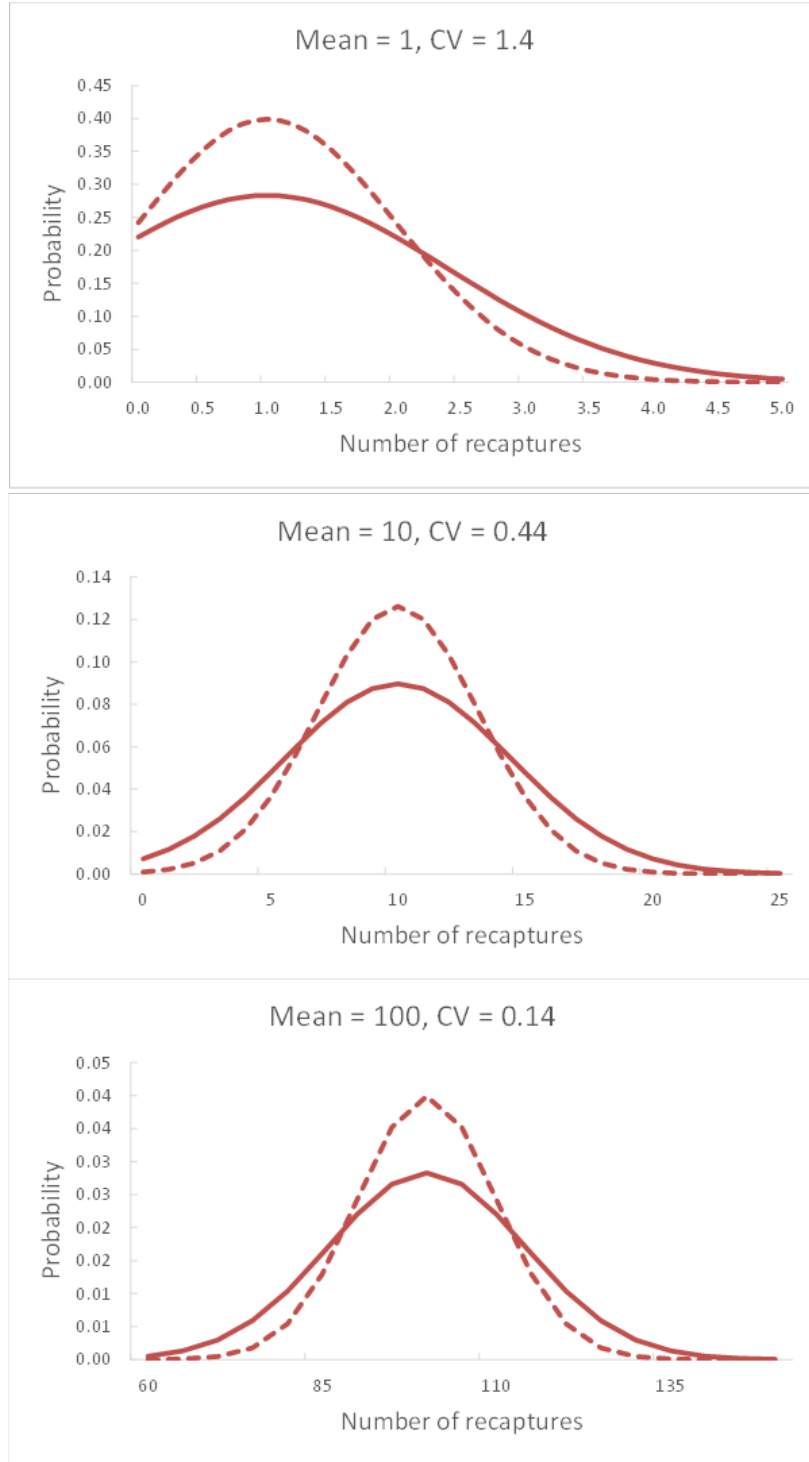 Mean = 1, CV = 1.4
0.45
0.40
0.35
0.30
0.25
0.20
0.15
0.10
0.05
0.00
Probability
0.0 0.5 1.0 1.5 2.0 2.5 3.0 3.5 4.0 4.5 5.0
Number of recaptures
Mean = 10, CV = 0.44
0.14
0.12
0.10
0.08
0.06
0.04
0.02
0.00
Probability
0 5 10 15 20 25
Number of recaptures
Mean = 100, CV = 0.14
0.05
0.04
0.04
0.03
0.03
0.02
0.02
0.01
0.01
0.00
Probability
60 85 110 135
Number of recaptures